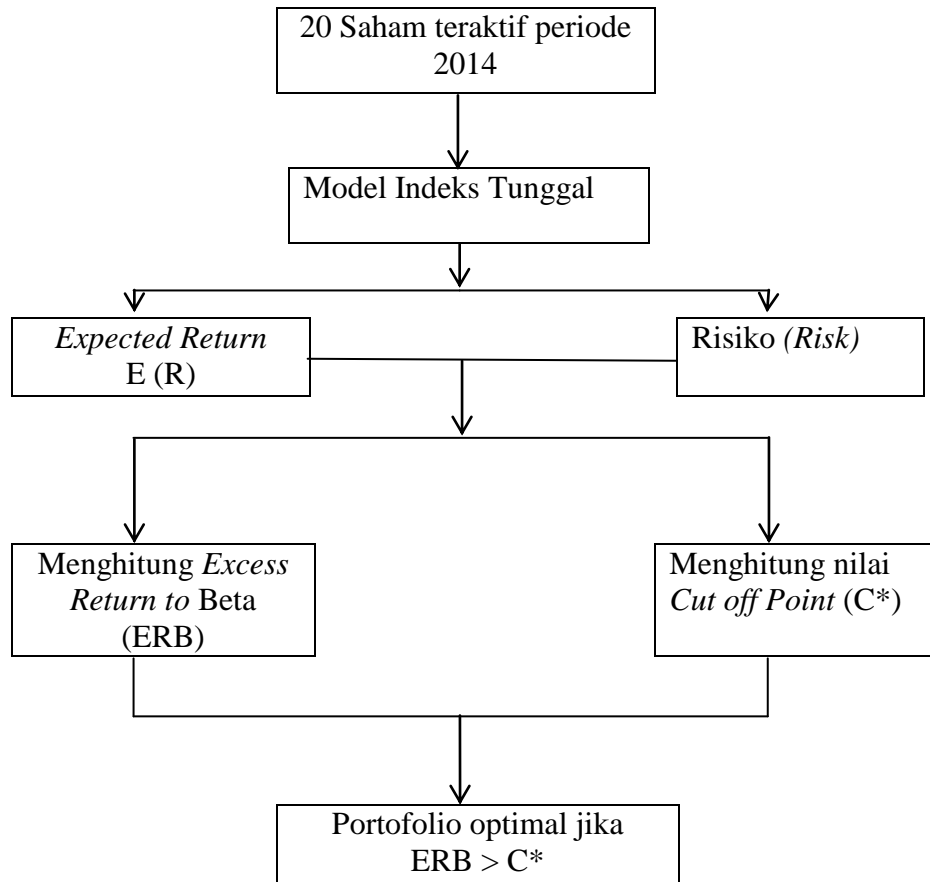 20 Saham teraktif periode
2014
Model Indeks Tunggal
Expected Return
E (R)
Risiko (Risk)
Menghitung Excess
Return to Beta
(ERB)
Menghitung nilai
Cut off Point (C*)
Portofolio optimal jika
ERB > C*